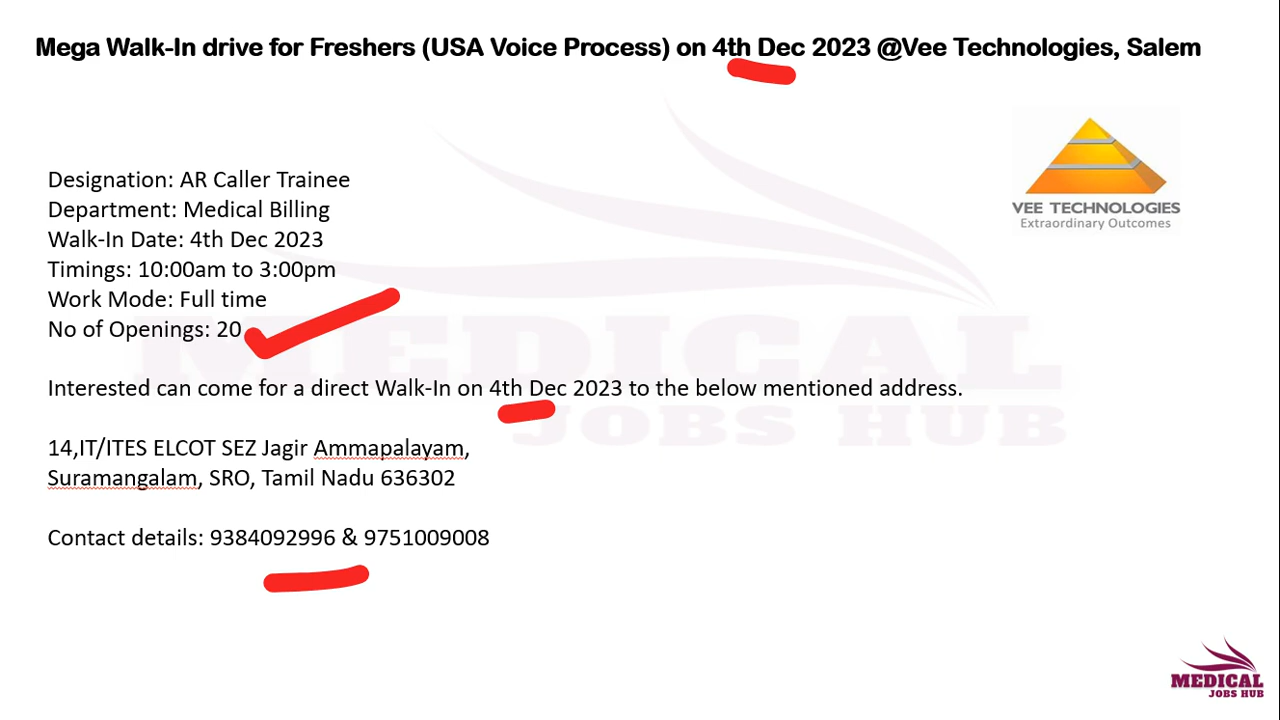 Mega Walk-In drive for Freshers (USA Voice Process) on 4th Dec 2023 @Vee Technologies, Salem
VEE TECHNOLOGIES
Extraordinary Outcomes
Designation: AR Caller Trainee
Department: Medical Billing
Walk-In Date: 4th Dec 2023
Timings: 10:00am to 3:00pm
Work Mode: Full time
No of Openings: 20
Interested can come for a direct Walk-In on 4th Dec 2023 to the below mentioned address.
14,IT/ITES ELCOT SEZ Jagir Ammapalayam,
Suramangalam, SRO, Tamil Nadu 636302
Contact details: 9384092996 & 9751009008
MEDICAL
JOBS HUB
MEDICAL
JOBS HUB